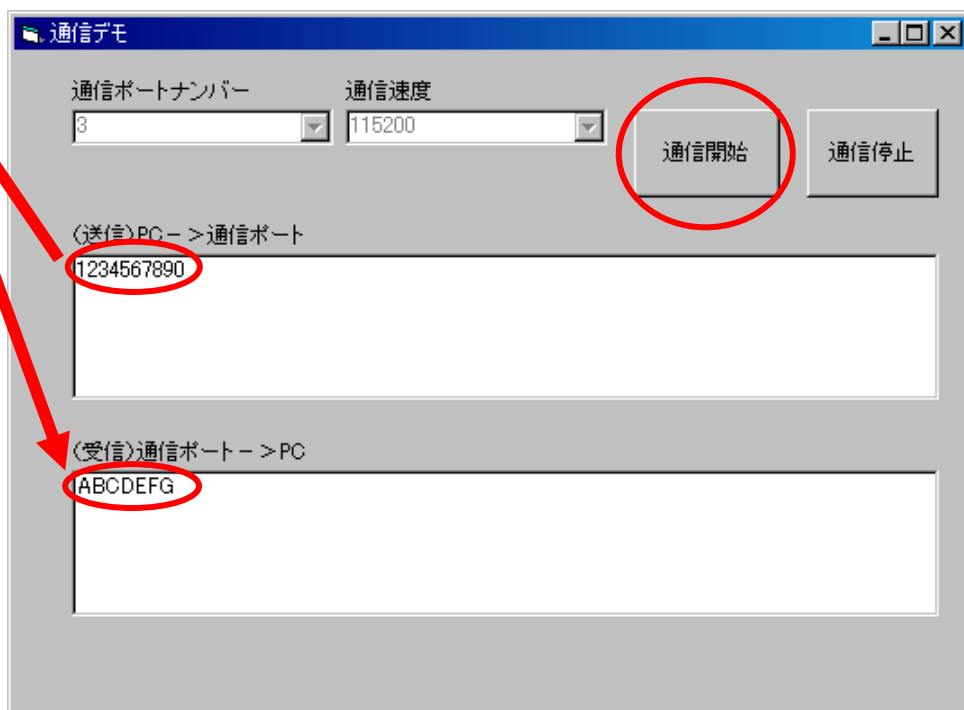 通信デモ
通信ポートナンバー 通信速度
3 115200
通信開始 通信停止
(送信)PC－＞通信ポート
1234567890
(受信)通信ポート－＞PC
ABCDEFG